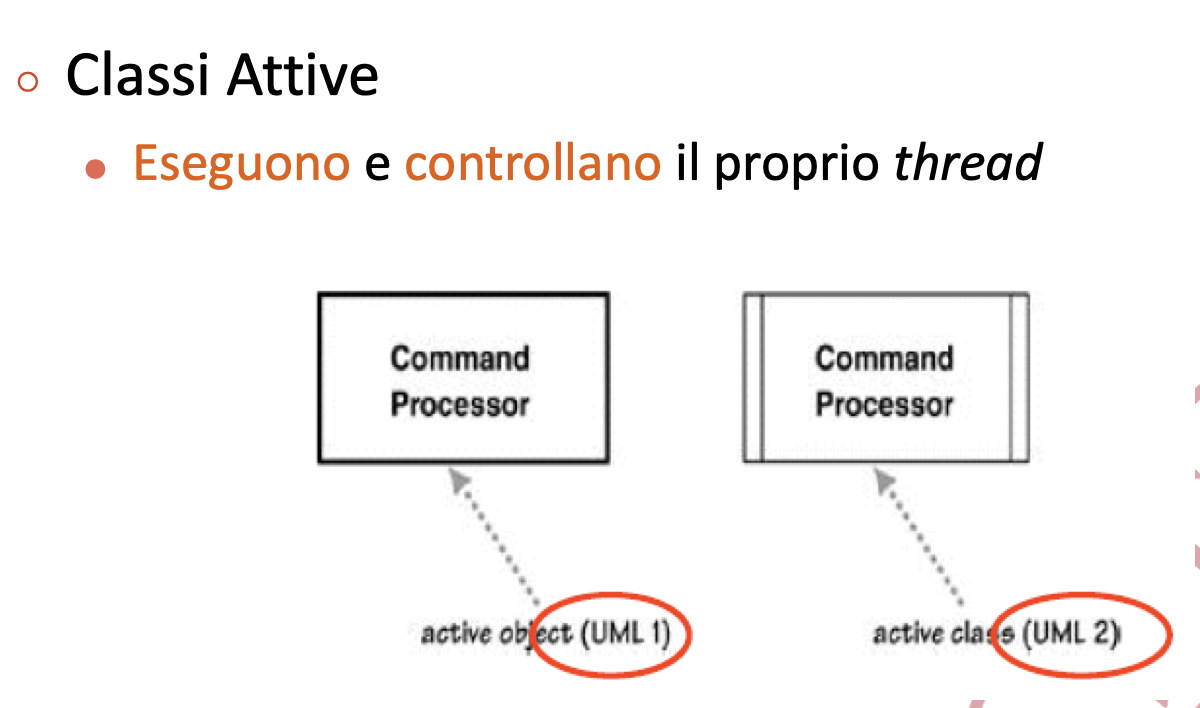 Classi Attive
Eseguono e controllano il proprio thread
Command
Processor
Command
Processor
active object (UML 1)
active class (UML 2)